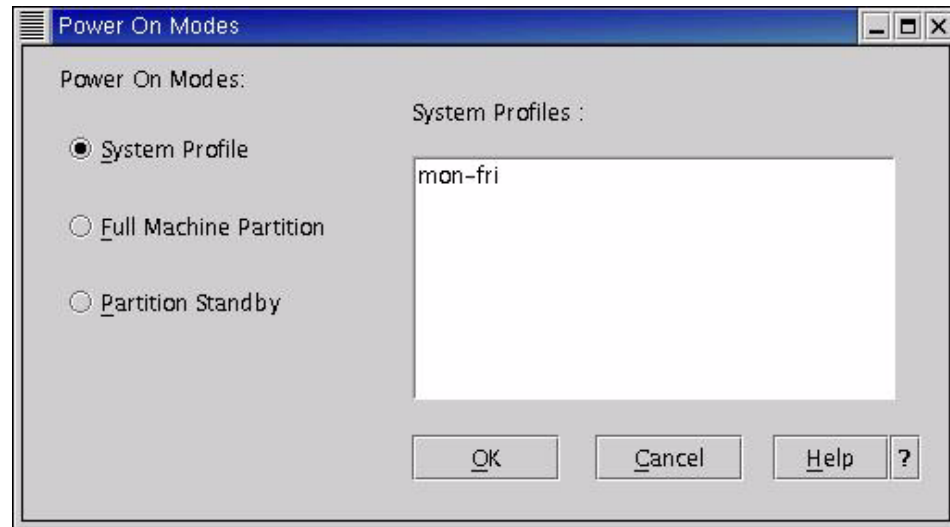 Power On Modes
Power On Modes:
System Profile
Full Machine Partition
Partition Standby
System Profiles :
mon-fri
OK
Cancel
Help
?